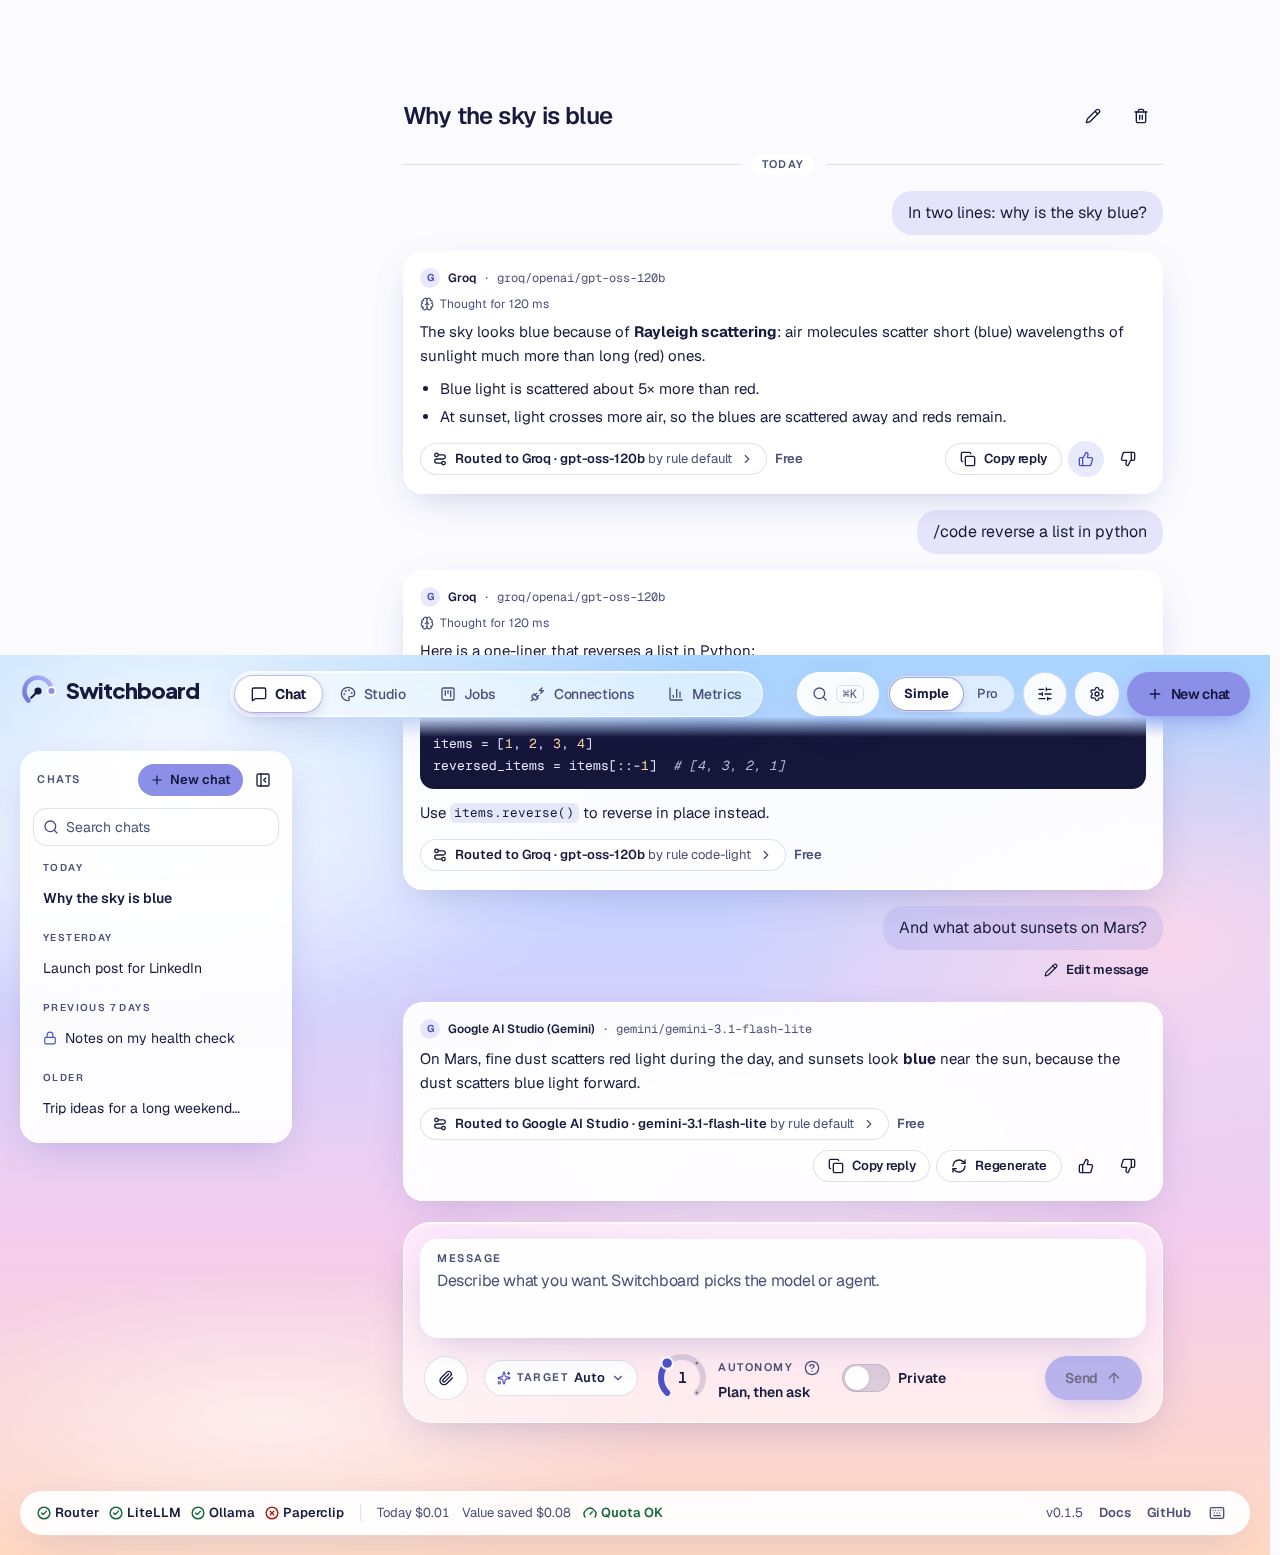 Why the sky is blue
TODAY
In two lines: why is the sky blue?
G Groq · groq/openai/gpt-oss-120b
Thought for 120 ms
The sky looks blue because of Rayleigh scattering: air molecules scatter short (blue) wavelengths of
sunlight much more than long (red) ones.
• Blue light is scattered about 5× more than red.
• At sunset, light crosses more air, so the blues are scattered away and reds remain.
Routed to Groq · gpt-oss-120b by rule default Free Copy reply
/code reverse a list in python
G Groq · groq/openai/gpt-oss-120b
Thought for 120 ms
Here is a one-liner that reverses a list in Python:
Switchboard Chat Studio Jobs Connections Metrics ⌘K Simple Pro New chat
CHATS New chat
Search chats
TODAY
Why the sky is blue
YESTERDAY
Launch post for LinkedIn
PREVIOUS 7 DAYS
Notes on my health check
OLDER
Trip ideas for a long weekend…
items = [1, 2, 3, 4]
reversed_items = items[::-1]  # [4, 3, 2, 1]
Use items.reverse() to reverse in place instead.
Routed to Groq · gpt-oss-120b by rule code-light Free
And what about sunsets on Mars?
Edit message
G Google AI Studio (Gemini) · gemini/gemini-3.1-flash-lite
On Mars, fine dust scatters red light during the day, and sunsets look blue near the sun, because the
dust scatters blue light forward.
Routed to Google AI Studio · gemini-3.1-flash-lite by rule default Free
Copy reply Regenerate
MESSAGE
Describe what you want. Switchboard picks the model or agent.
TARGET Auto 1 AUTONOMY
Plan, then ask
Private Send
Router LiteLLM Ollama Paperclip Today $0.01 Value saved $0.08 Quota OK v0.1.5 Docs GitHub